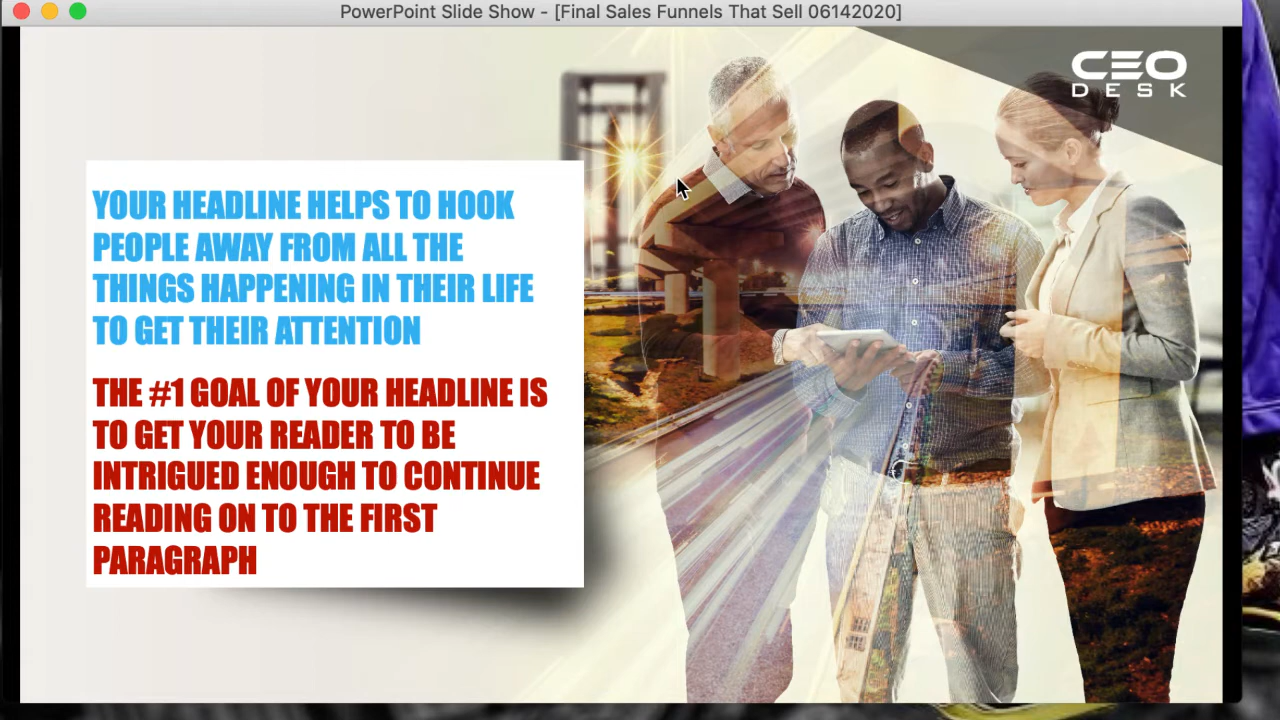 PowerPoint Slide Show - [Final Sales Funnels That Sell 06142020]
CEO
DESK
YOUR HEADLINE HELPS TO HOOK
PEOPLE AWAY FROM ALL THE
THINGS HAPPENING IN THEIR LIFE
TO GET THEIR ATTENTION
THE #1 GOAL OF YOUR HEADLINE IS
TO GET YOUR READER TO BE
INTRIGUED ENOUGH TO CONTINUE
READING ON TO THE FIRST
PARAGRAPH